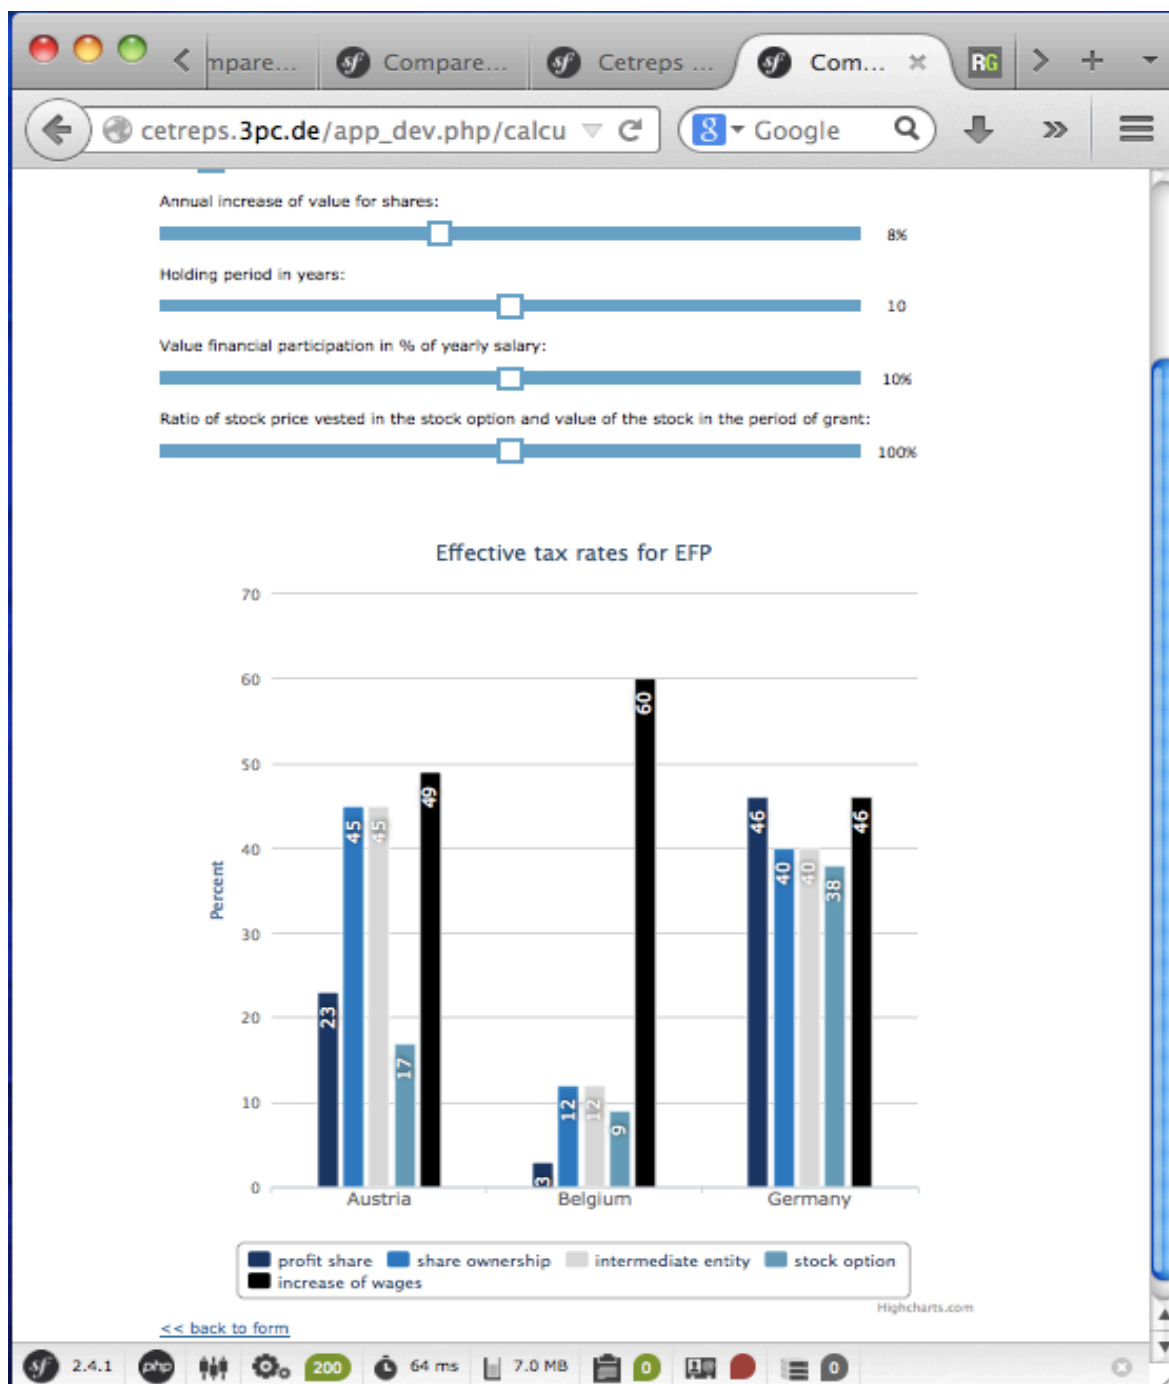 mpare...
Compare...
Cetreps ...
Com...
RG
cetreps.3pc.de/app_dev.php/calcu
8 Google
Annual increase of value for shares:
8%
Holding period in years:
10
Value financial participation in % of yearly salary:
10%
Ratio of stock price vested in the stock option and value of the stock in the period of grant:
100%
Effective tax rates for EFP
Percent
70
60
50
40
30
20
10
0
23
45
45
17
49
3
12
12
9
60
46
40
40
38
46
Austria
Belgium
Germany
profit share
share ownership
intermediate entity
stock option
increase of wages
Highcharts.com
<< back to form
sf 2.4.1 php 200 64 ms 7.0 MB 0 0